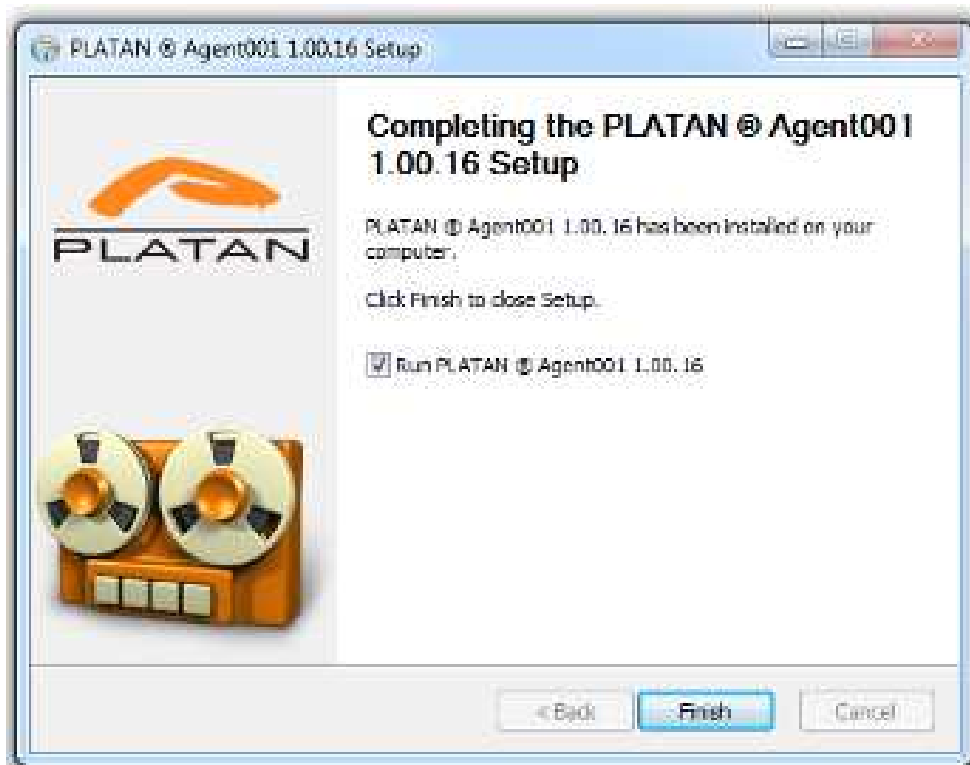 PLATAN ® Agent001 1.00.16 Setup
Completing the PLATAN ® Agent001
1.00.16 Setup
PLATAN
PLATAN ® Agent001 1.00.16 has been installed on your
computer.
Click Finish to close Setup.
Run PLATAN ® Agent001 1.00.16
< Back
Finish
Cancel